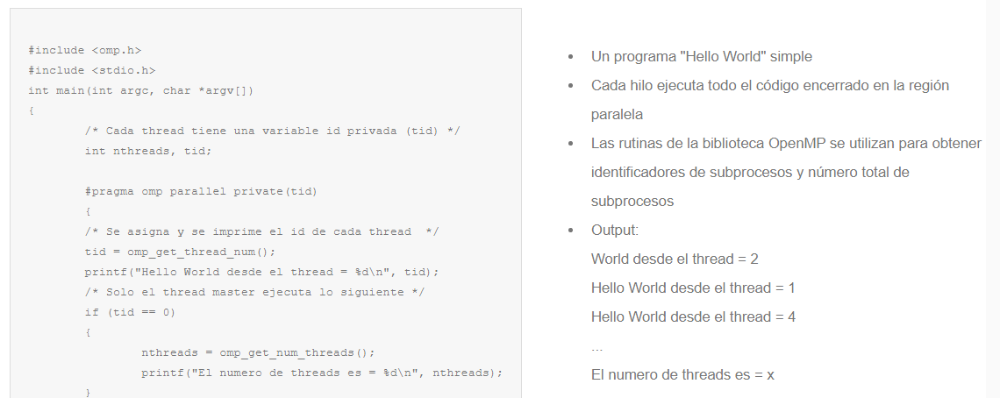 #include <omp.h>
#include <stdio.h>
int main(int argc, char *argv[])
{
        /* Cada thread tiene una variable id privada (tid) */
        int nthreads, tid;

        #pragma omp parallel private(tid)
        {
        /* Se asigna y se imprime el id de cada thread  */
        tid = omp_get_thread_num();
        printf("Hello World desde el thread = %d\n", tid);
        /* Solo el thread master ejecuta lo siguiente */
        if (tid == 0)
        {
                nthreads = omp_get_num_threads();
                printf("El numero de threads es = %d\n", nthreads);
        }
• Un programa "Hello World" simple
• Cada hilo ejecuta todo el código encerrado en la región
paralela
• Las rutinas de la biblioteca OpenMP se utilizan para obtener
identificadores de subprocesos y número total de
subprocesos
• Output:
World desde el thread = 2
Hello World desde el thread = 1
Hello World desde el thread = 4
...
El numero de threads es = x